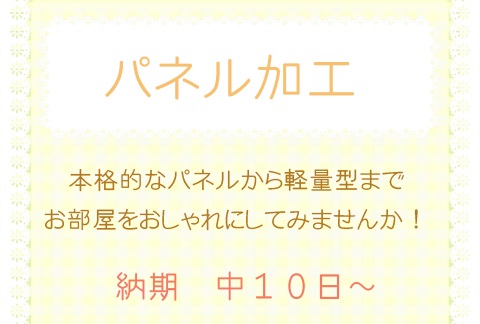 パネル加工
本格的なパネルから軽量型まで
お部屋をおしゃれにしてみませんか！
納期　中１０日～